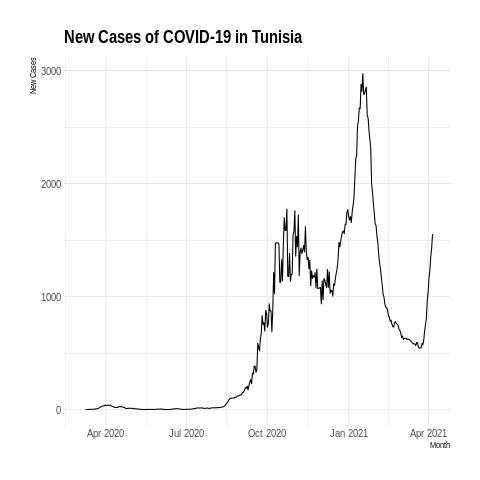 New Cases of COVID-19 in Tunisia
New Cases
3000
2000
1000
0
Apr 2020 Jul 2020 Oct 2020 Jan 2021 Apr 2021
Month